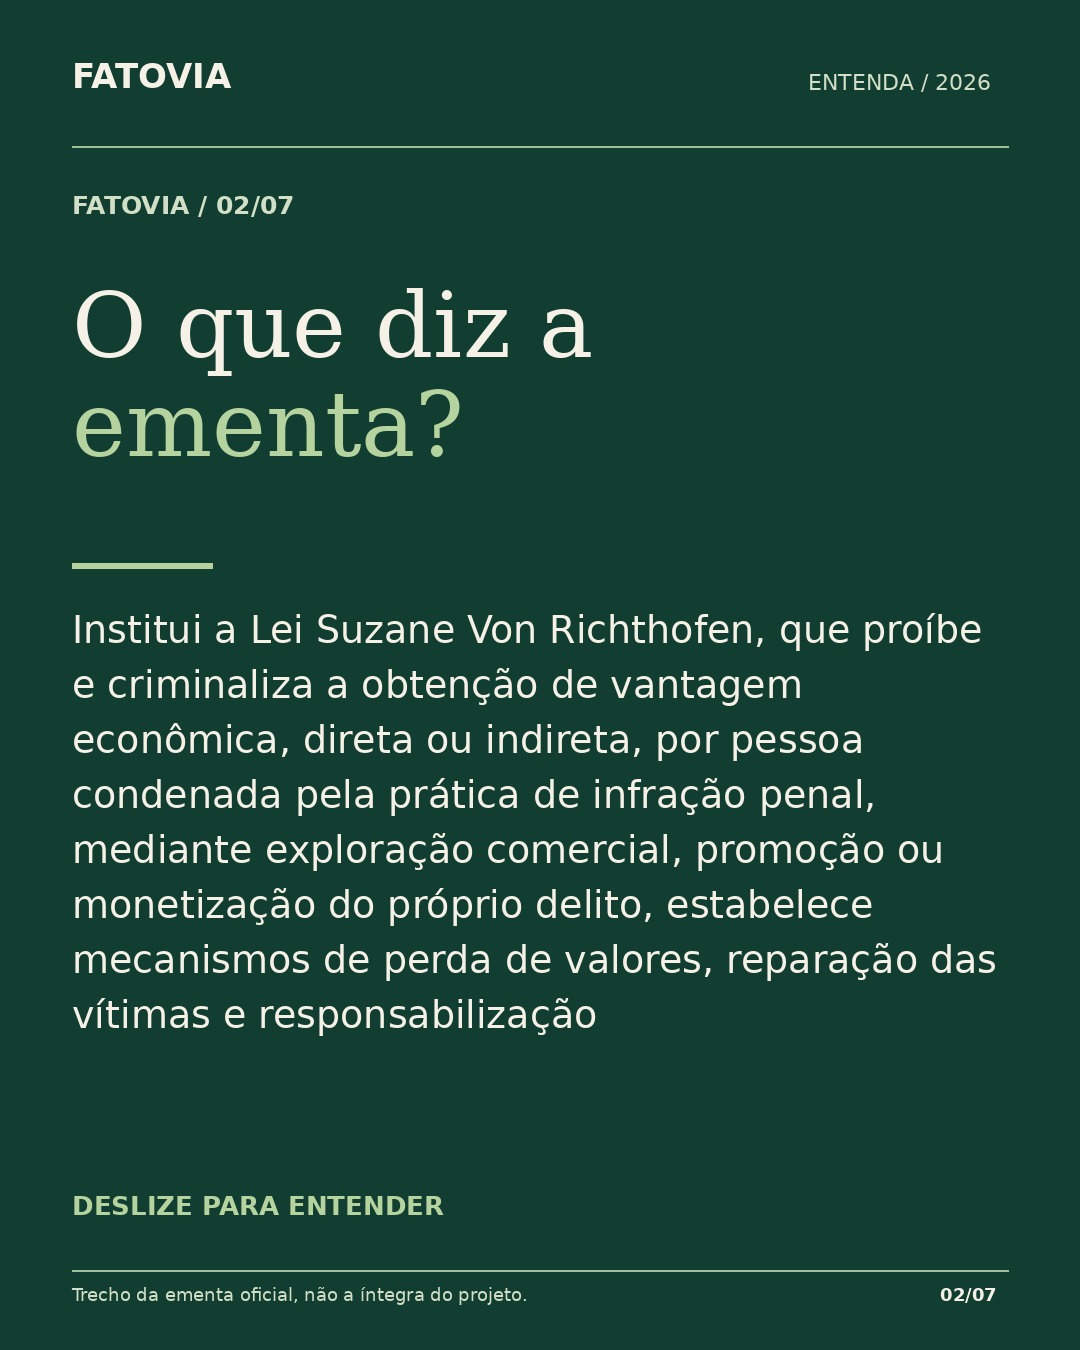 FATOVIA
ENTENDA / 2026
FATOVIA / 02/07
O que diz a
ementa?
Institui a Lei Suzane Von Richthofen, que proíbe
e criminaliza a obtenção de vantagem
econômica, direta ou indireta, por pessoa
condenada pela prática de infração penal,
mediante exploração comercial, promoção ou
monetização do próprio delito, estabelece
mecanismos de perda de valores, reparação das
vítimas e responsabilização
DESLIZE PARA ENTENDER
Trecho da ementa oficial, não a íntegra do projeto.
02/07